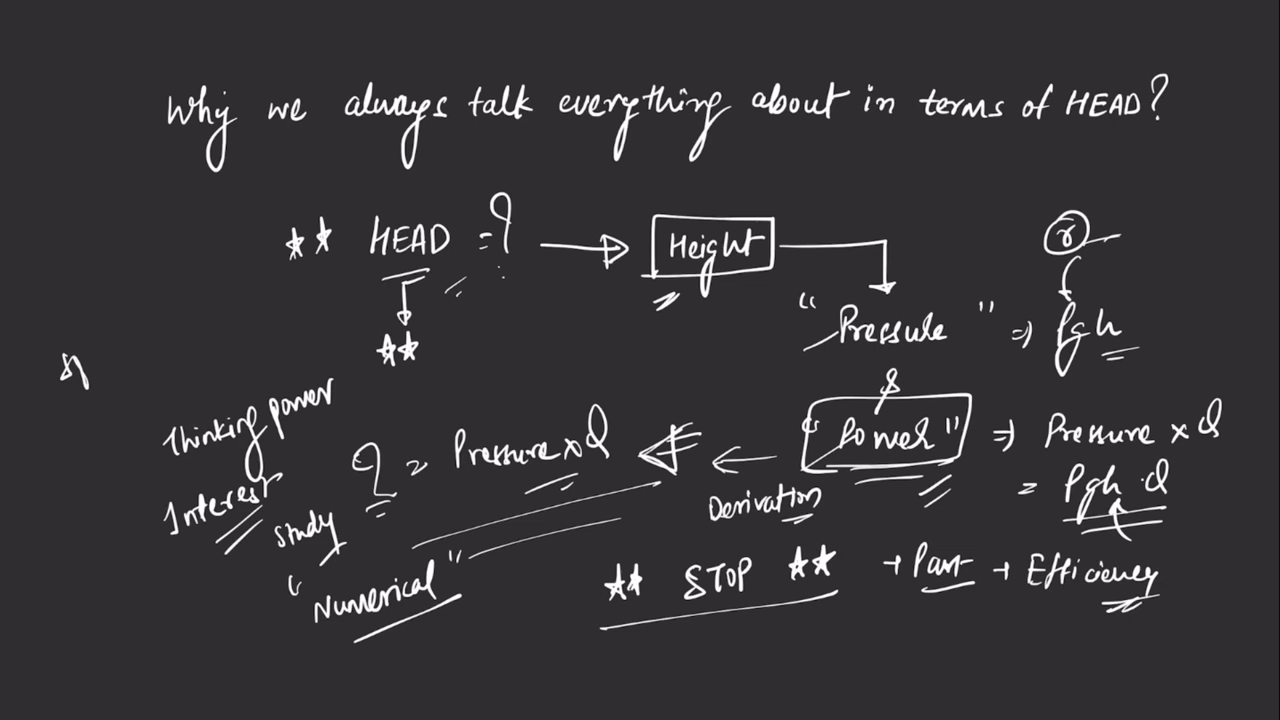 Why we always talk everything about in terms of HEAD?
** HEAD = ? → Height
γ
**
"Pressure" ⇒ ρgh
&
Thinking power
Interest
Study
? = Pressure x Q ← "Power" ⇒ Pressure x Q
Derivation
= ρgh · Q
"Numerical"
** STOP ** + Part + Efficiency